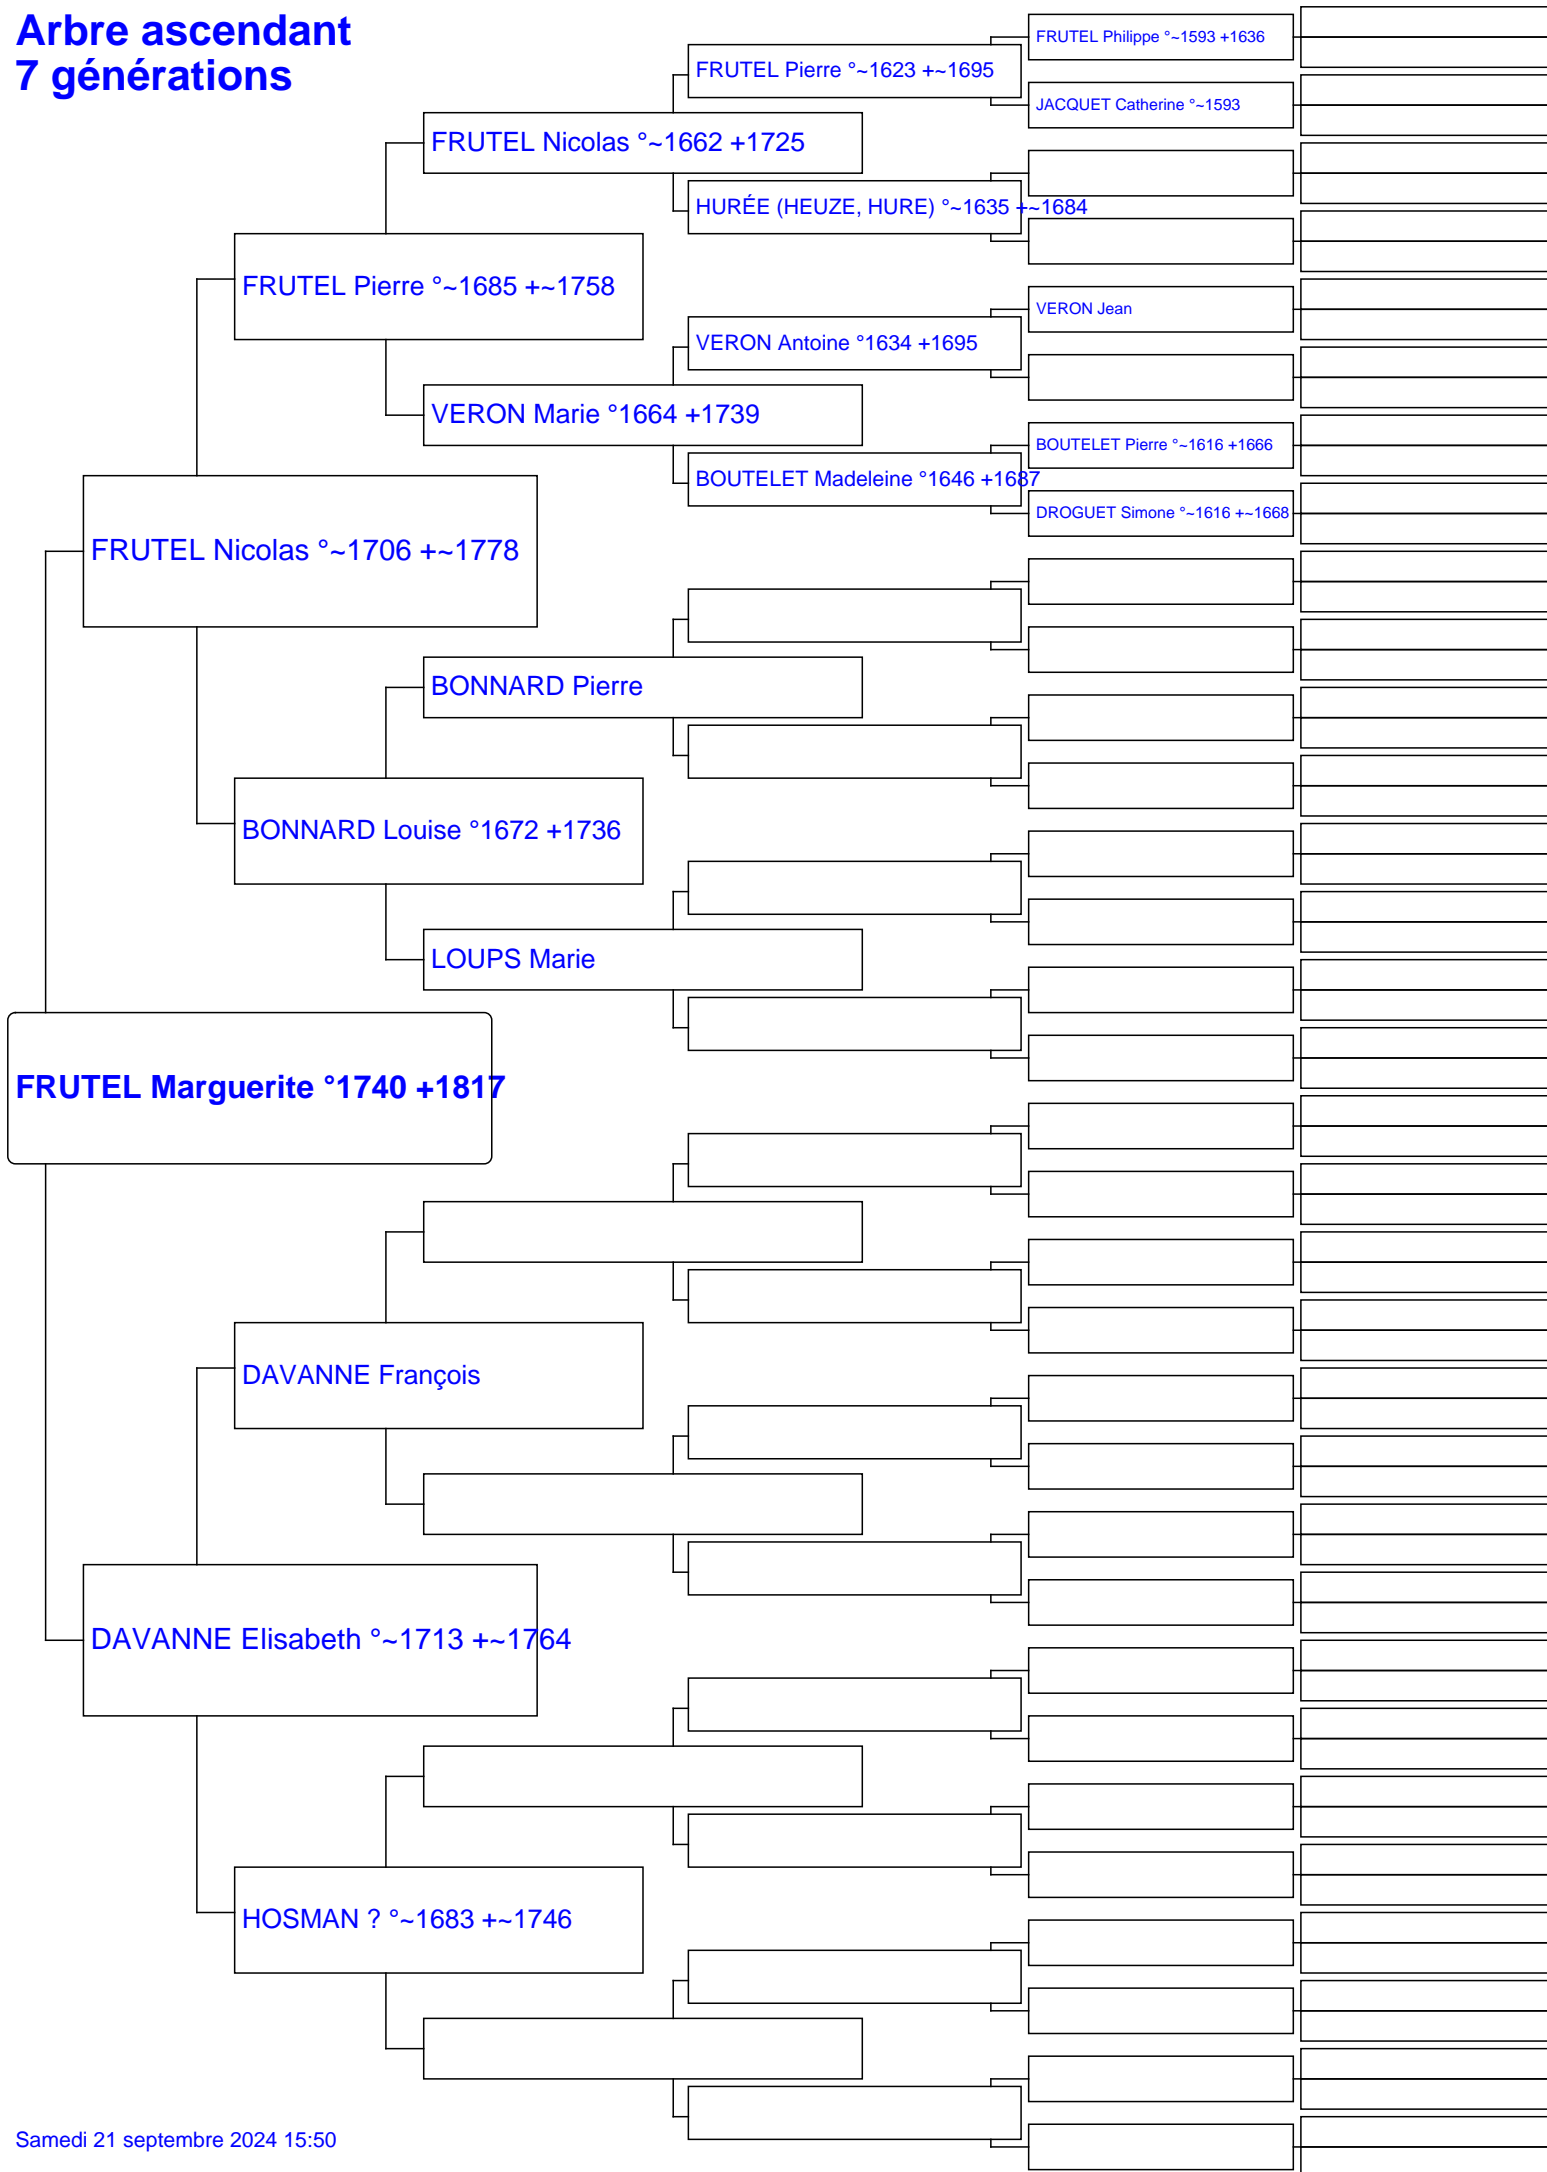 Arbre ascendant
7 générations
FRUTEL Philippe °~1593 +1636
FRUTEL Pierre °~1623 +~1695
JACQUET Catherine °~1593
FRUTEL Nicolas °~1662 +1725
HURÉE (HEUZE, HURE) °~1635 +~1684
FRUTEL Pierre °~1685 +~1758
VERON Jean
VERON Antoine °1634 +1695
VERON Marie °1664 +1739
BOUTELET Pierre °~1616 +1666
BOUTELET Madeleine °1646 +1687
DROGUET Simone °~1616 +~1668
FRUTEL Nicolas °~1706 +~1778
BONNARD Pierre
BONNARD Louise °1672 +1736
LOUPS Marie
FRUTEL Marguerite °1740 +1817
DAVANNE François
DAVANNE Elisabeth °~1713 +~1764
HOSMAN ? °~1683 +~1746
Samedi 21 septembre 2024 15:50